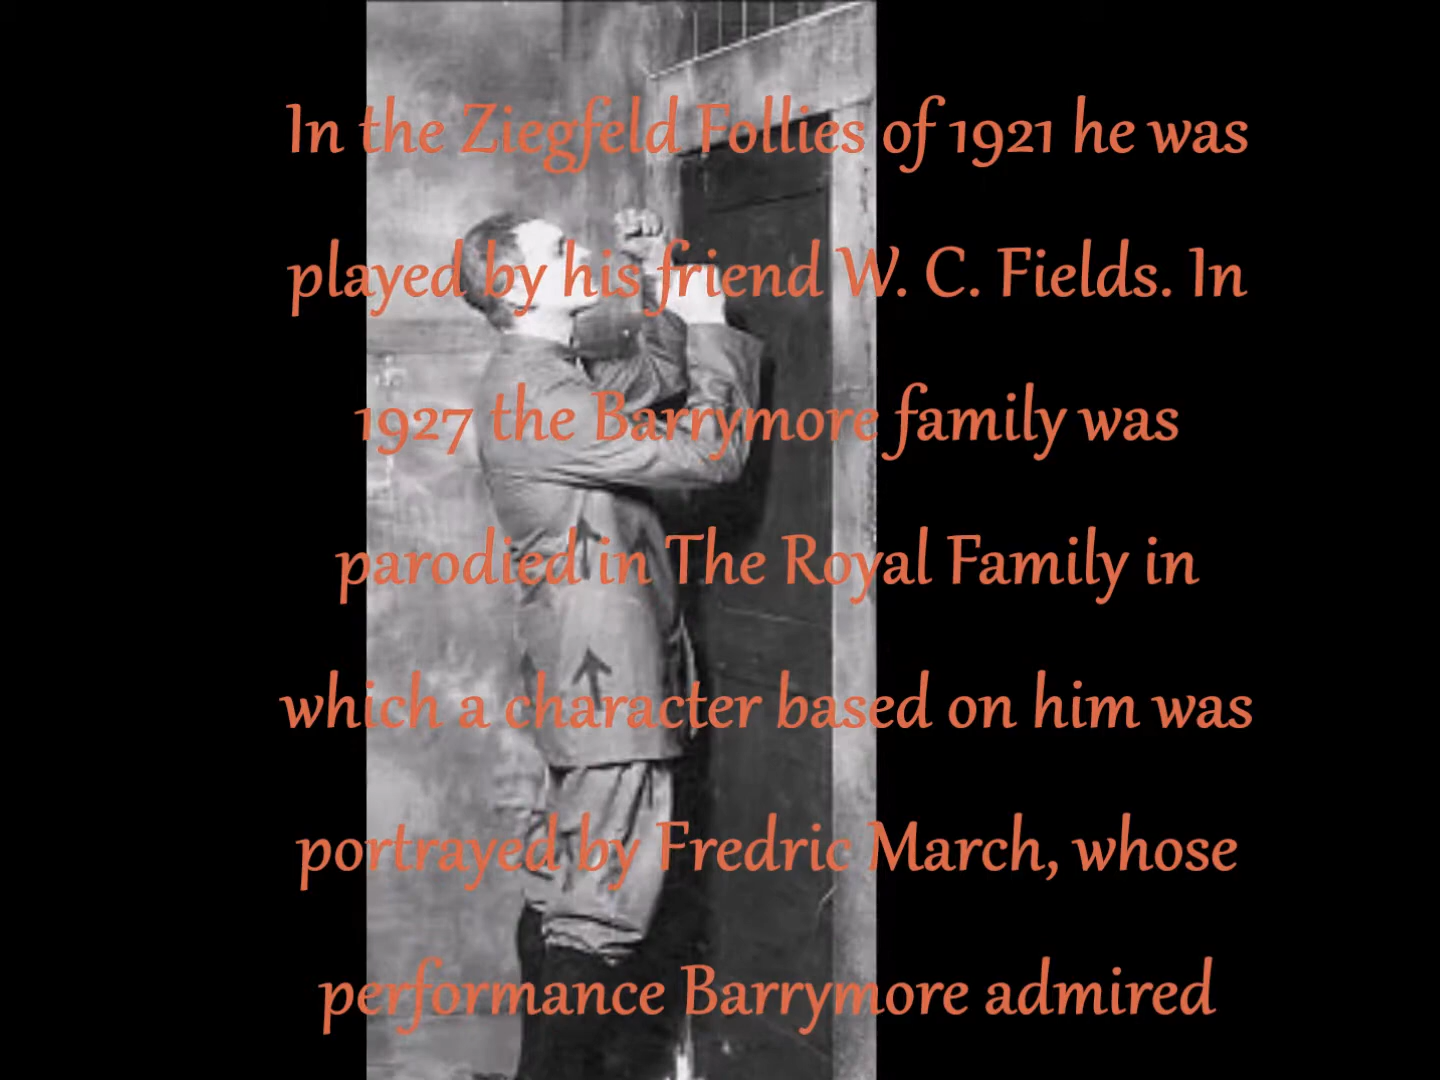 In the Ziegfeld Follies of 1921 he was
played by his friend W. C. Fields. In
1927 the Barrymore family was
parodied in The Royal Family in
which a character based on him was
portrayed by Fredric March, whose
performance Barrymore admired